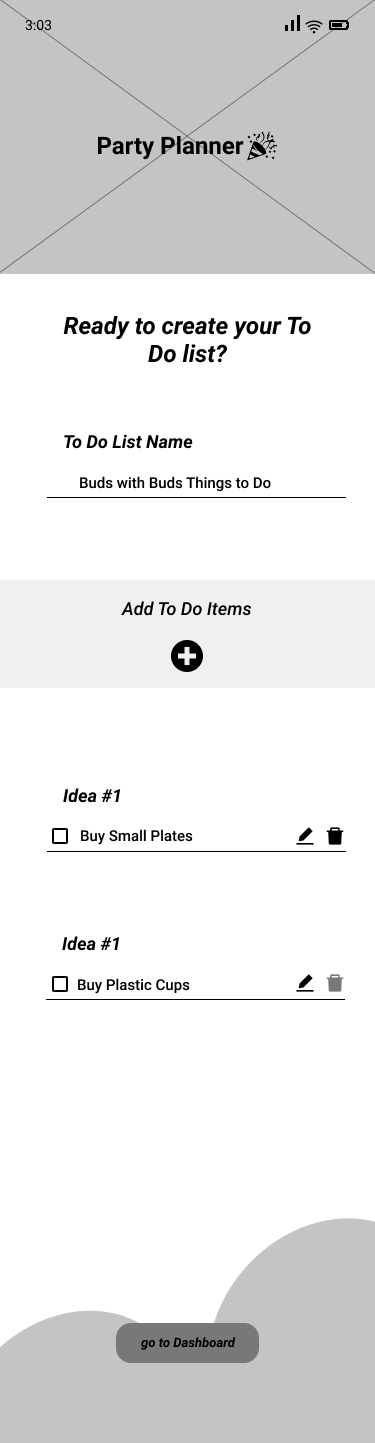 3:03
Party Planner
Ready to create your To
Do list?
To Do List Name
Buds with Buds Things to Do
Add To Do Items
Idea #1
Buy Small Plates
Idea #1
Buy Plastic Cups
go to Dashboard